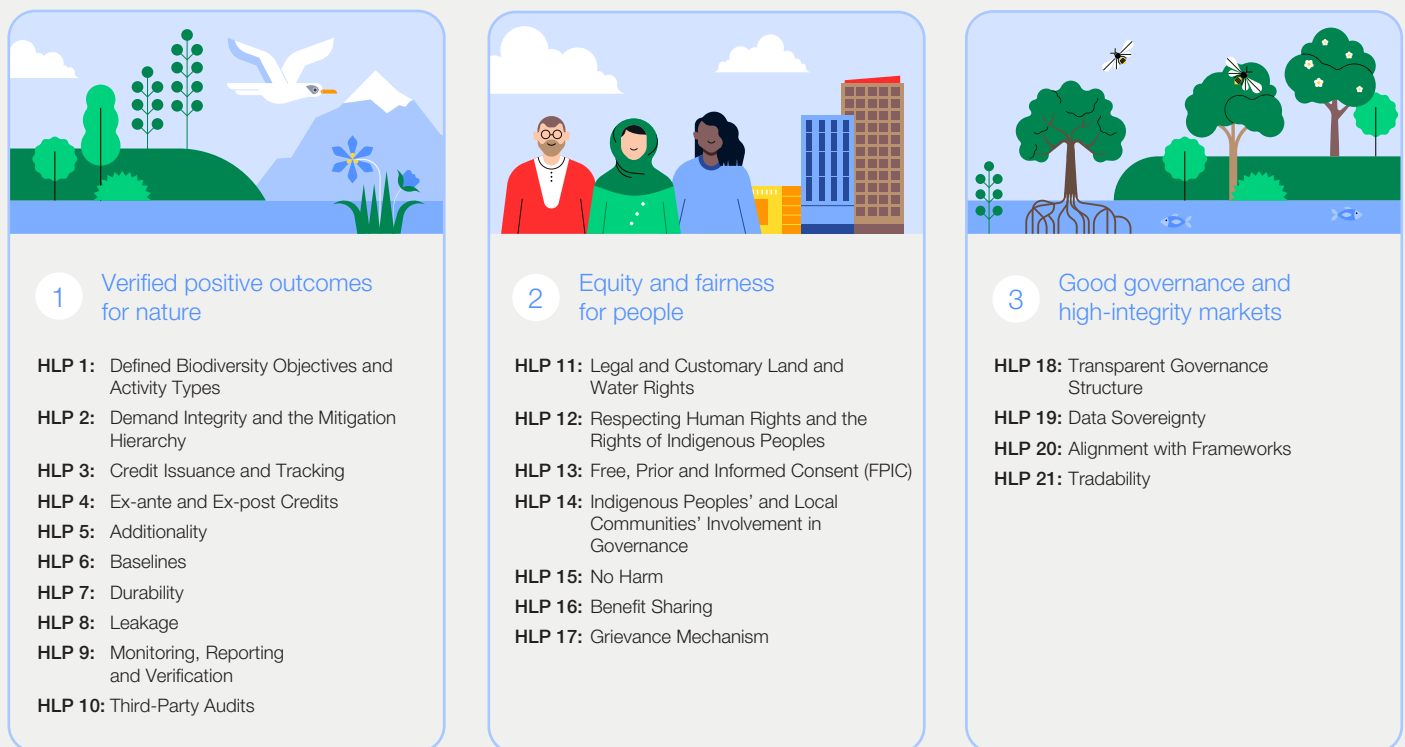 1
Verified positive outcomes
for nature
HLP 1: Defined Biodiversity Objectives and
Activity Types
HLP 2: Demand Integrity and the Mitigation
Hierarchy
HLP 3: Credit Issuance and Tracking
HLP 4: Ex-ante and Ex-post Credits
HLP 5: Additionality
HLP 6: Baselines
HLP 7: Durability
HLP 8: Leakage
HLP 9: Monitoring, Reporting
and Verification
HLP 10: Third-Party Audits
2
Equity and fairness
for people
HLP 11: Legal and Customary Land and
Water Rights
HLP 12: Respecting Human Rights and the
Rights of Indigenous Peoples
HLP 13: Free, Prior and Informed Consent (FPIC)
HLP 14: Indigenous Peoples’ and Local
Communities’ Involvement in
Governance
HLP 15: No Harm
HLP 16: Benefit Sharing
HLP 17: Grievance Mechanism
3
Good governance and
high-integrity markets
HLP 18: Transparent Governance
Structure
HLP 19: Data Sovereignty
HLP 20: Alignment with Frameworks
HLP 21: Tradability